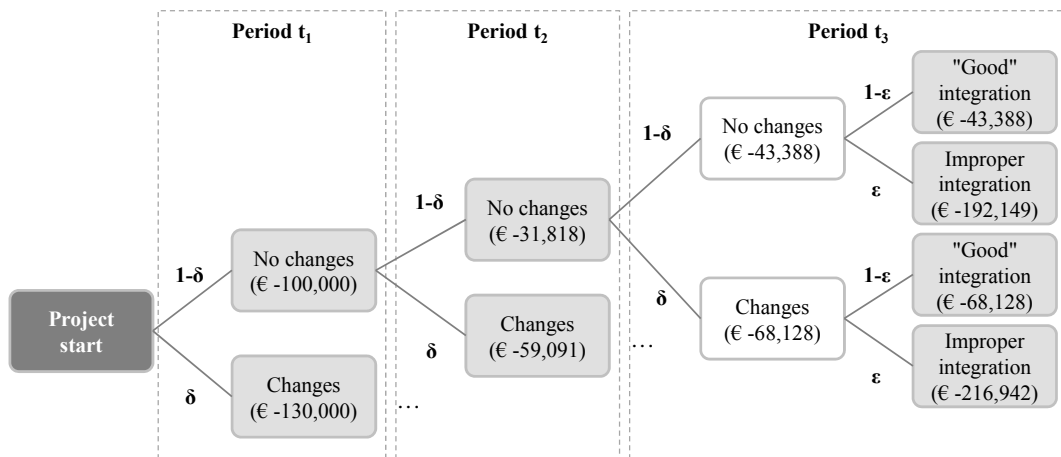 Period t₁
Period t₂
Period t₃
Project
start
1-δ
δ
No changes
(€ -100,000)
Changes
(€ -130,000)
…
1-δ
δ
No changes
(€ -31,818)
Changes
(€ -59,091)
…
1-δ
δ
No changes
(€ -43,388)
Changes
(€ -68,128)
1-ε
ε
"Good"
integration
(€ -43,388)
Improper
integration
(€ -192,149)
1-ε
ε
"Good"
integration
(€ -68,128)
Improper
integration
(€ -216,942)